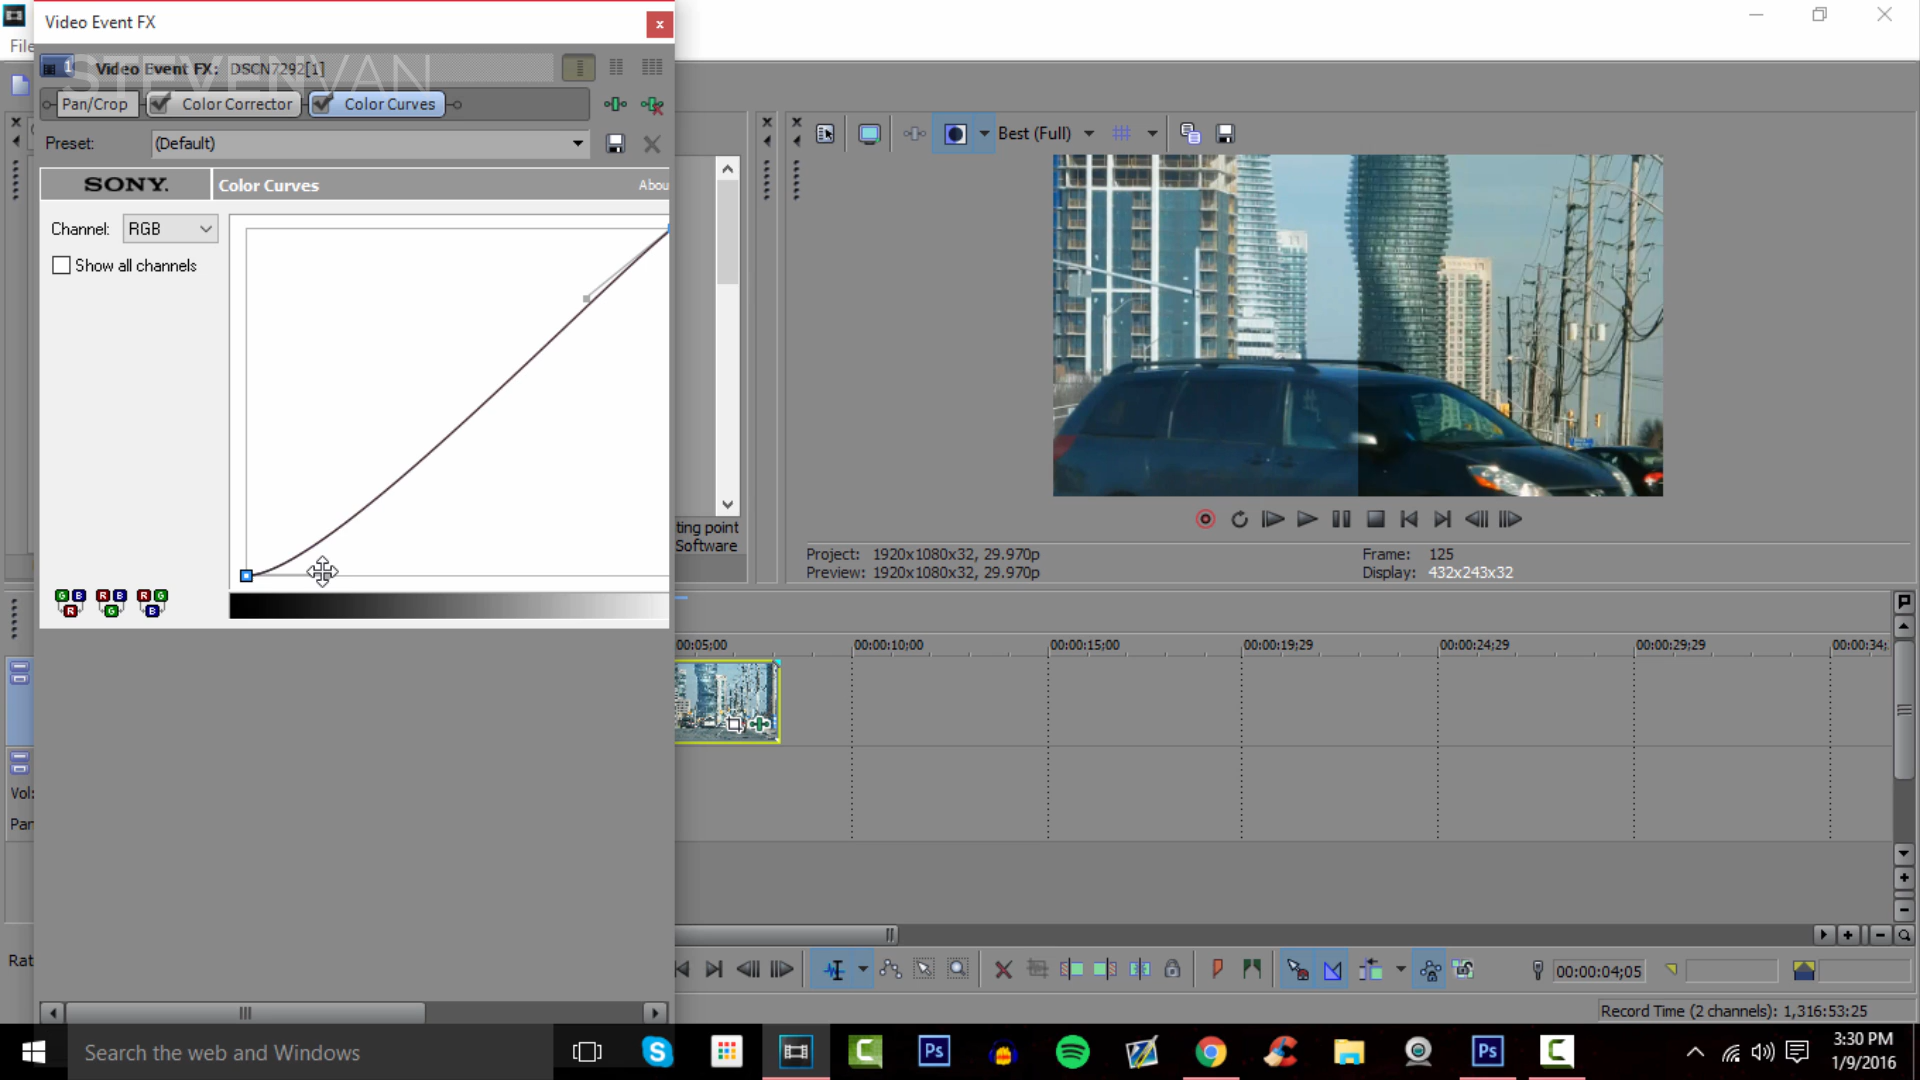 Video Event FX
File
STEVENVAN
Video Event FX: DSCN7292[1]
Pan/Crop
Color Corrector
Color Curves
Preset:
(Default)
SONY.
Color Curves
Abou
Channel:
RGB
Show all channels
G B
R
R B
G
R G
B
Best (Full)
ting point
Software
Project: 1920x1080x32, 29.970p
Preview: 1920x1080x32, 29.970p
Frame: 125
Display: 432x243x32
00:05;00
00:00:10;00
00:00:15;00
00:00:19;29
00:00:24;29
00:00:29;29
00:00:34;
Vol:
Pan
Rat
00:00:04;05
Record Time (2 channels): 1,316:53:25
Search the web and Windows
Ps
Ps
3:30 PM
1/9/2016